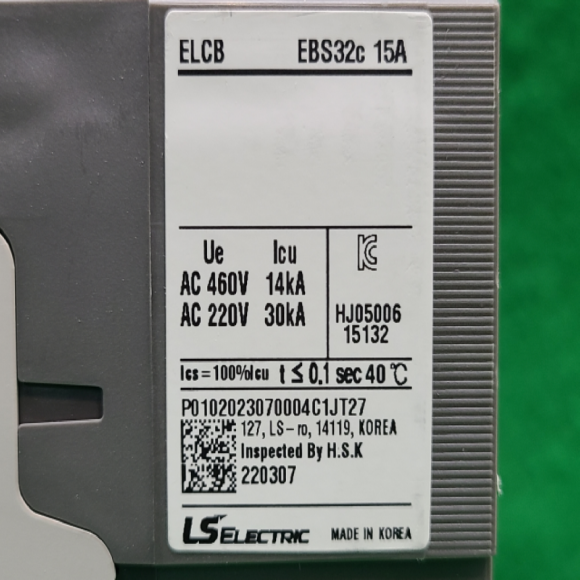 ELCB EBS32c 15A
Ue Icu
AC 460V 14kA
AC 220V 30kA
HJ05006
15132
Ics=100%Icu t ≤ 0.1 sec 40℃
P0102023070004C1JT27
127, LS-ro, 14119, KOREA
Inspected By H.S.K
220307
LS ELECTRIC MADE IN KOREA